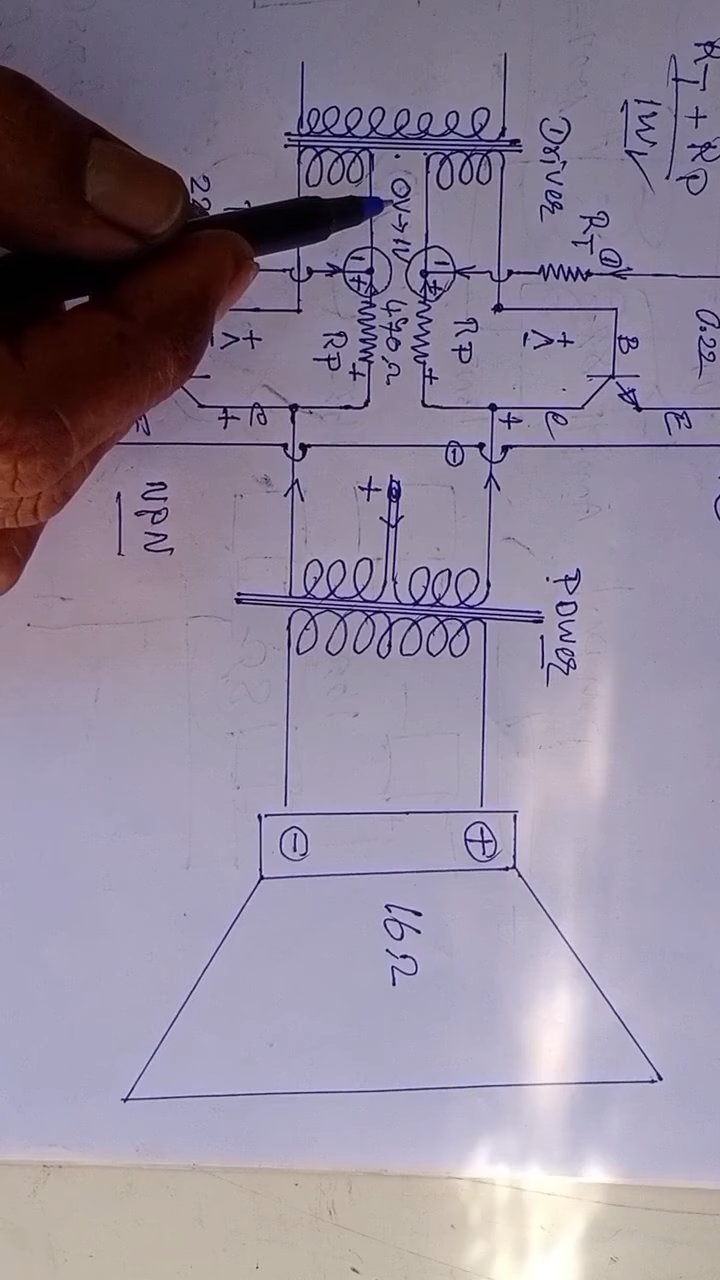 RT + RP
1W
Driver
RT
0.22
0V→1V
470Ω
RP
RP
B
+
+
e
e
E
E
NPN
+
+
+
+
-
Power
-
+
16Ω